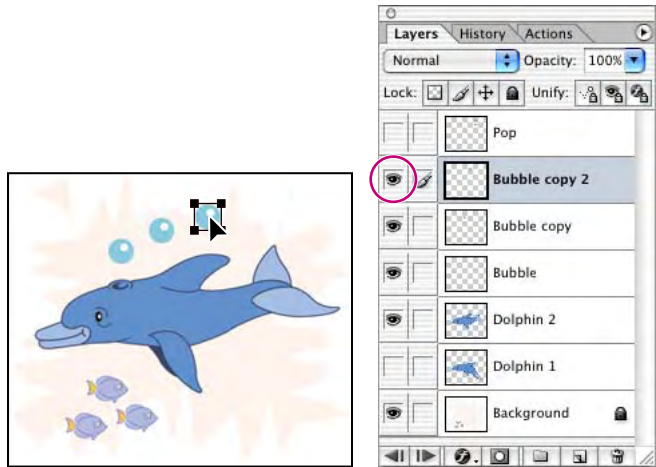 Layers History Actions
Normal Opacity: 100%
Lock: Unify:
Pop
Bubble copy 2
Bubble copy
Bubble
Dolphin 2
Dolphin 1
Background